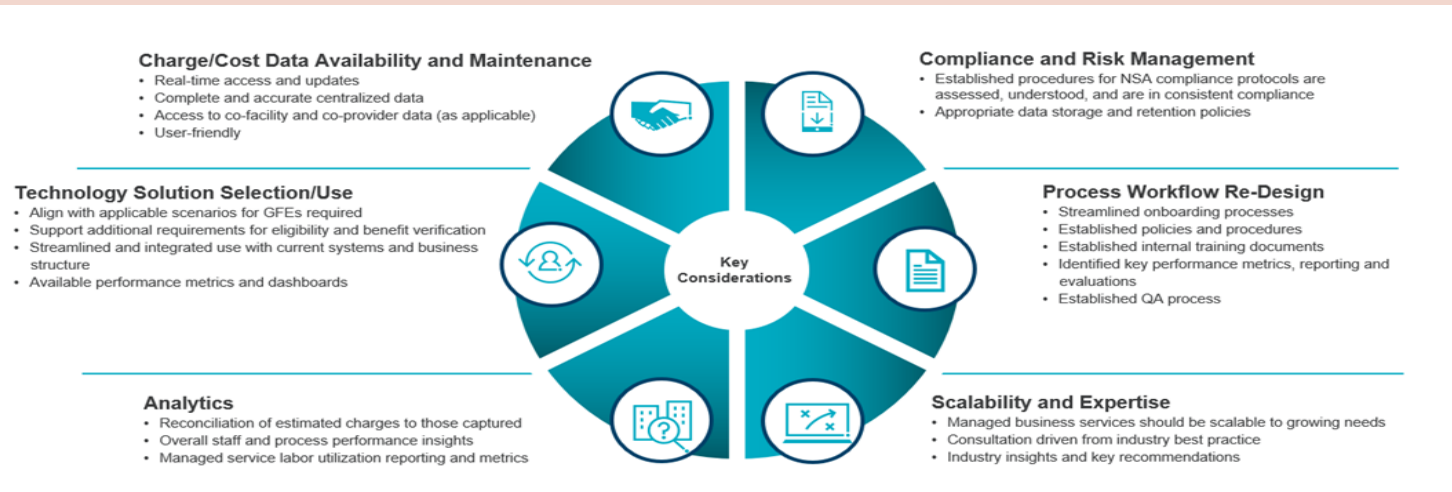 Charge/Cost Data Availability and Maintenance
• Real-time access and updates
• Complete and accurate centralized data
• Access to co-facility and co-provider data (as applicable)
• User-friendly
Technology Solution Selection/Use
• Align with applicable scenarios for GFEs required
• Support additional requirements for eligibility and benefit verification
• Streamlined and integrated use with current systems and business
structure
• Available performance metrics and dashboards
Analytics
• Reconciliation of estimated charges to those captured
• Overall staff and process performance insights
• Managed service labor utilization reporting and metrics
Key
Considerations
Compliance and Risk Management
• Established procedures for NSA compliance protocols are
assessed, understood, and are in consistent compliance
• Appropriate data storage and retention policies
Process Workflow Re-Design
• Streamlined onboarding processes
• Established policies and procedures
• Established internal training documents
• Identified key performance metrics, reporting and
evaluations
• Established QA process
Scalability and Expertise
• Managed business services should be scalable to growing needs
• Consultation driven from industry best practice
• Industry insights and key recommendations